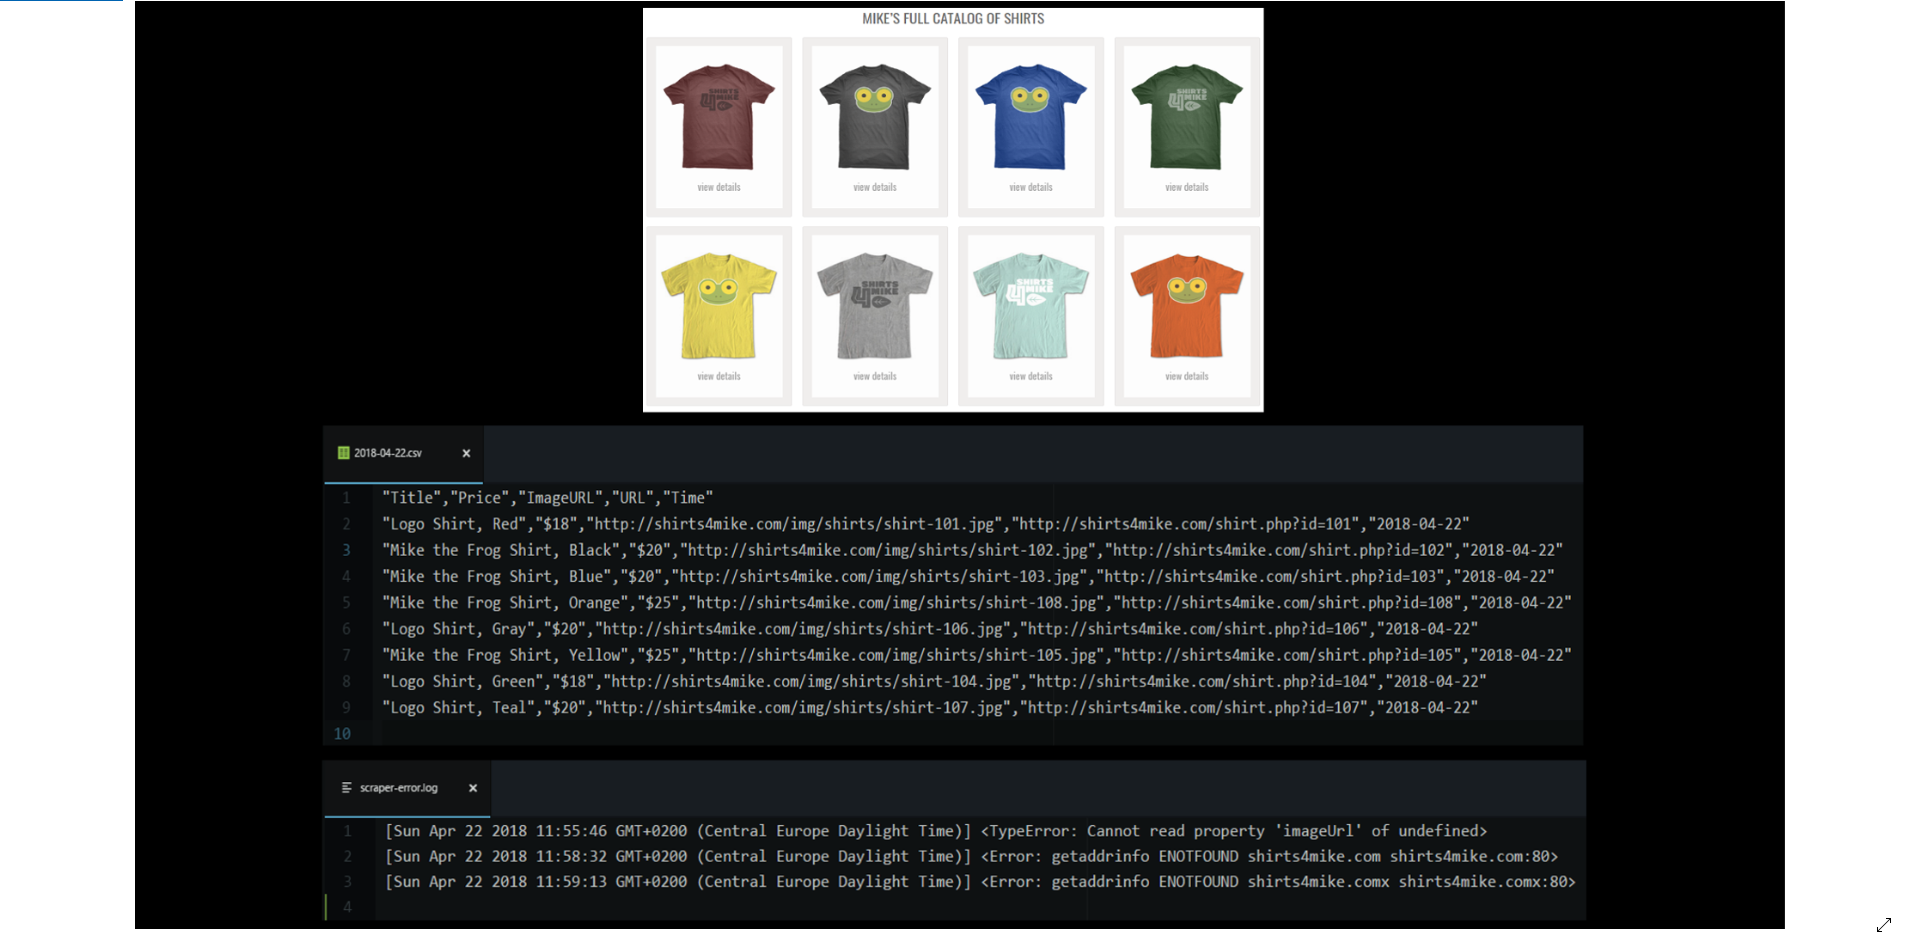 MIKE'S FULL CATALOG OF SHIRTS
SHIRTS
4 MIKE
SHIRTS
4 MIKE
view details
view details
view details
view details
SHIRTS
4 MIKE
SHIRTS
4 MIKE
view details
view details
view details
view details
2018-04-22.csv ×
1 "Title","Price","ImageURL","URL","Time"
2 "Logo Shirt, Red","$18","http://shirts4mike.com/img/shirts/shirt-101.jpg","http://shirts4mike.com/shirt.php?id=101","2018-04-22"
3 "Mike the Frog Shirt, Black","$20","http://shirts4mike.com/img/shirts/shirt-102.jpg","http://shirts4mike.com/shirt.php?id=102","2018-04-22"
4 "Mike the Frog Shirt, Blue","$20","http://shirts4mike.com/img/shirts/shirt-103.jpg","http://shirts4mike.com/shirt.php?id=103","2018-04-22"
5 "Mike the Frog Shirt, Orange","$25","http://shirts4mike.com/img/shirts/shirt-108.jpg","http://shirts4mike.com/shirt.php?id=108","2018-04-22"
6 "Logo Shirt, Gray","$20","http://shirts4mike.com/img/shirts/shirt-106.jpg","http://shirts4mike.com/shirt.php?id=106","2018-04-22"
7 "Mike the Frog Shirt, Yellow","$25","http://shirts4mike.com/img/shirts/shirt-105.jpg","http://shirts4mike.com/shirt.php?id=105","2018-04-22"
8 "Logo Shirt, Green","$18","http://shirts4mike.com/img/shirts/shirt-104.jpg","http://shirts4mike.com/shirt.php?id=104","2018-04-22"
9 "Logo Shirt, Teal","$20","http://shirts4mike.com/img/shirts/shirt-107.jpg","http://shirts4mike.com/shirt.php?id=107","2018-04-22"
10
scraper-error.log ×
1 [Sun Apr 22 2018 11:55:46 GMT+0200 (Central Europe Daylight Time)] <TypeError: Cannot read property 'imageUrl' of undefined>
2 [Sun Apr 22 2018 11:58:32 GMT+0200 (Central Europe Daylight Time)] <Error: getaddrinfo ENOTFOUND shirts4mike.com shirts4mike.com:80>
3 [Sun Apr 22 2018 11:59:13 GMT+0200 (Central Europe Daylight Time)] <Error: getaddrinfo ENOTFOUND shirts4mike.comx shirts4mike.comx:80>
4